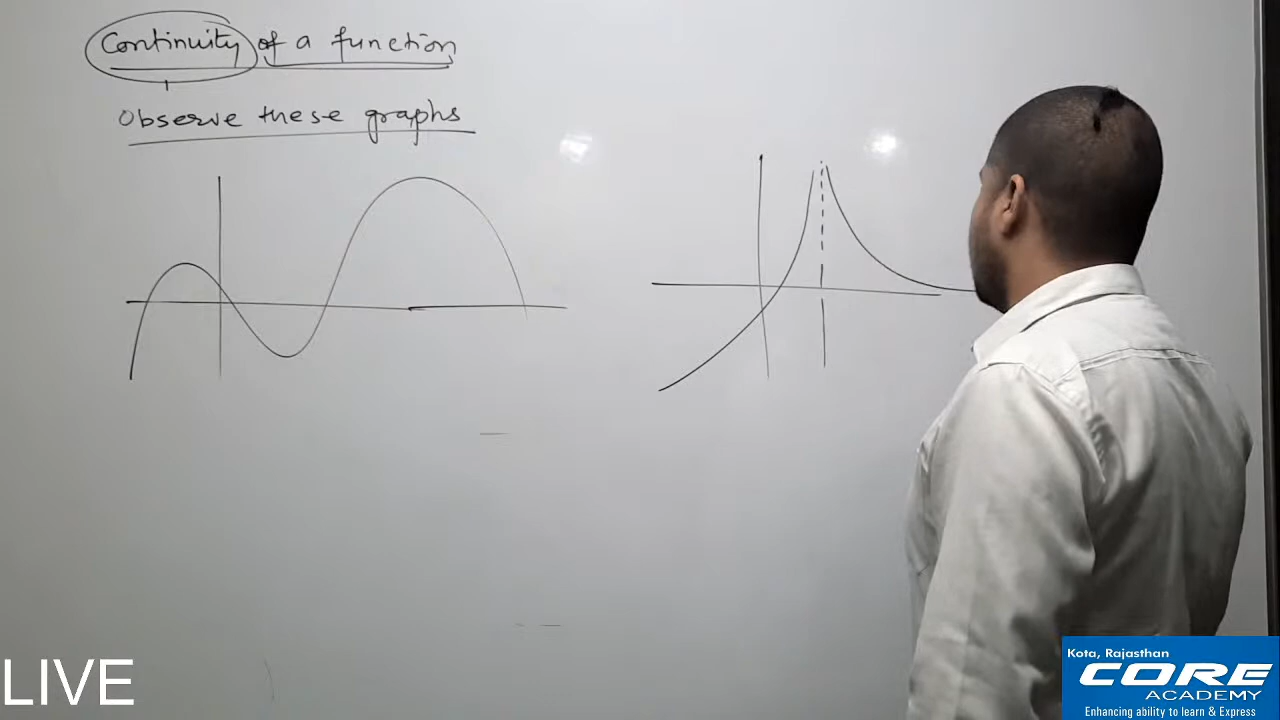 Continuity of a function
Observe these graphs
LIVE
Kota, Rajasthan
CORE
ACADEMY
Enhancing ability to learn & Express